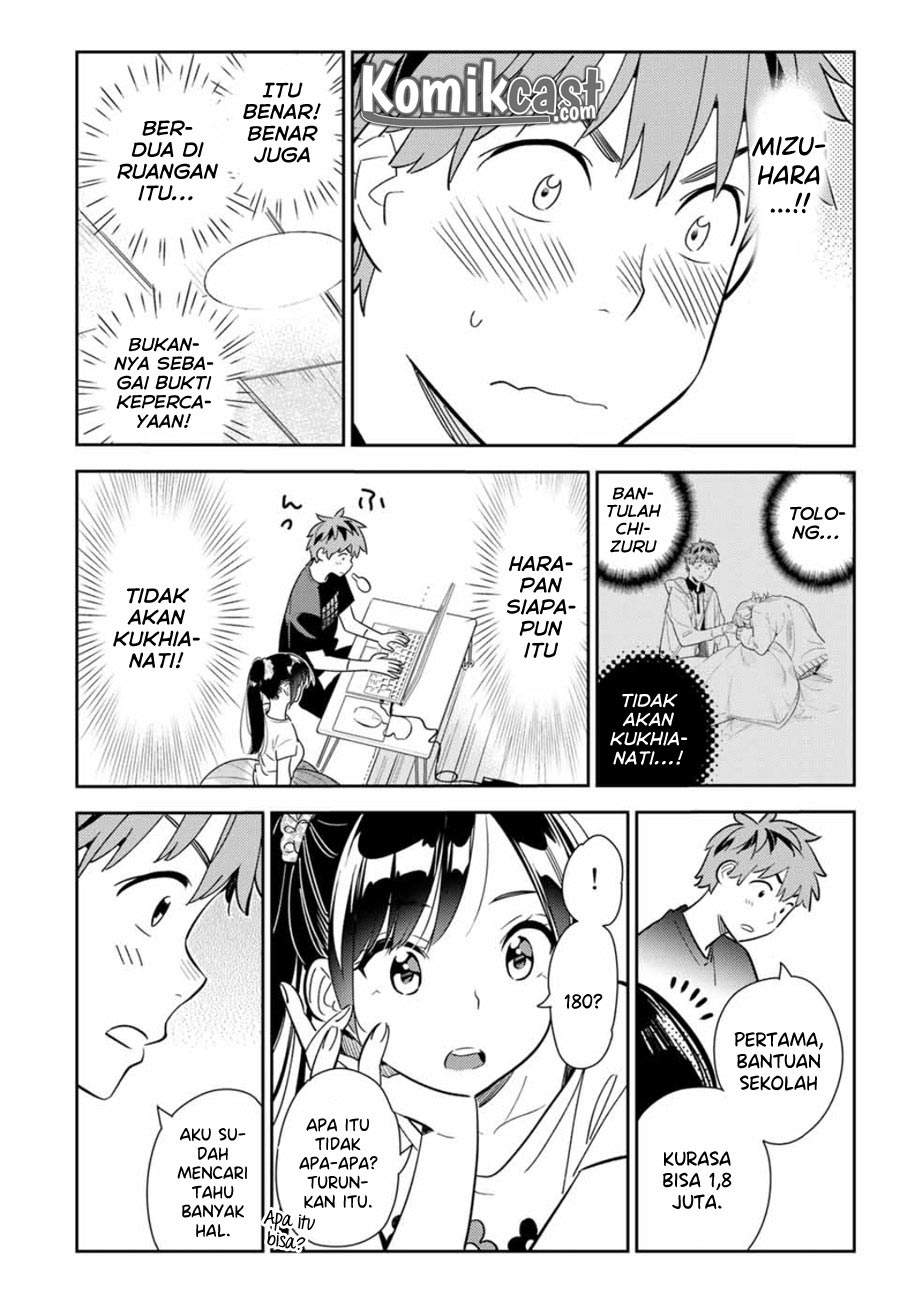 Komikcast
.com
MIZU-
HARA
...!!
ITU
BENAR!
BENAR
JUGA
BER-
DUA DI
RUANGAN
ITU...
BUKAN-
NYA SEBA-
GAI BUKTI
KEPERCA-
YAAN!
TOLO-
NG...
BAN-
TULAH
CHI-
ZURU
TIDAK
AKAN
KUKHIA-
NATI...!
ふ
ん
っ
HARA-
PAN
SIAPA-
PUN ITU
TIDAK
AKAN
KUKHIA-
NATI!
PERTAMA,
BANTUAN
SEKOLAH
KURASA
BISA 1,8
JUTA.
!
180?
APA ITU
TIDAK
APA-APA?
TURUN-
KAN ITU.
Apa itu
bisa?
AKU SU-
DAH
MENCARI
TAHU
BANYAK
HAL.